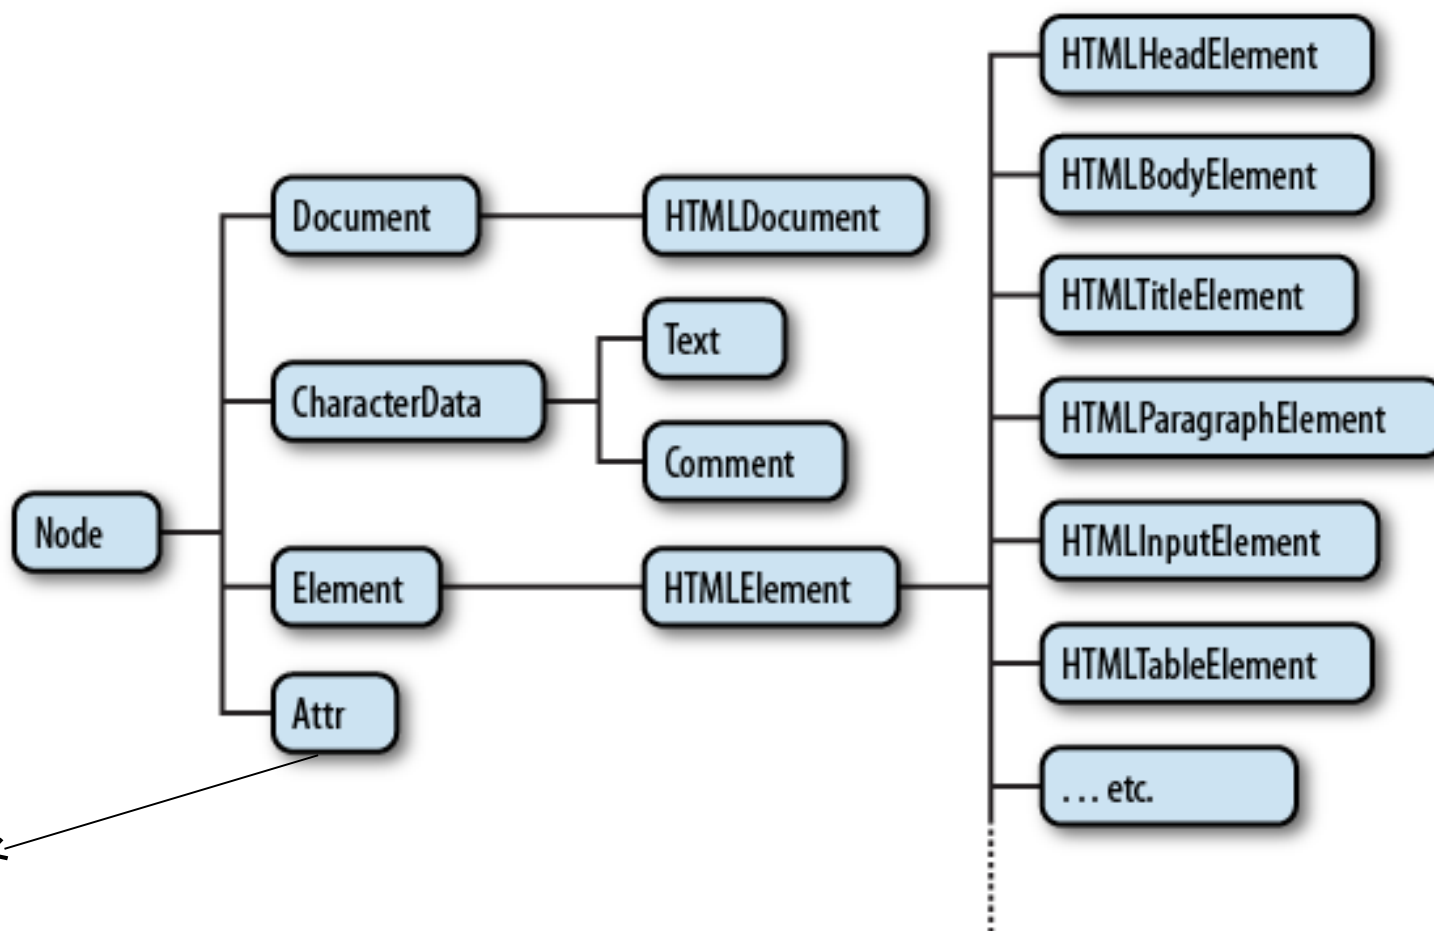 HTMLHeadElement
HTMLBodyElement
Document
HTMLDocument
HTMLTitleElement
Text
CharacterData
HTMLParagraphElement
Comment
Node
HTMLInputElement
Element
HTMLElement
HTMLTableElement
Attr
... etc.